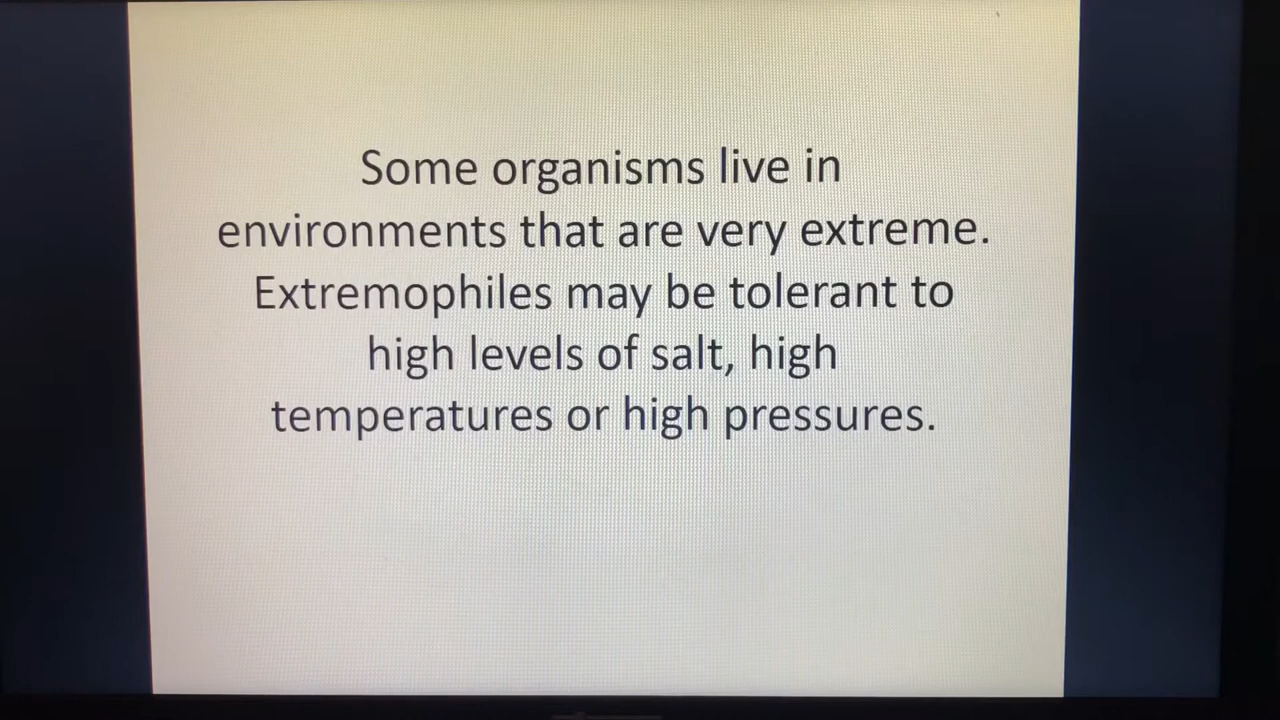 Some organisms live in
environments that are very extreme.
Extremophiles may be tolerant to
high levels of salt, high
temperatures or high pressures.